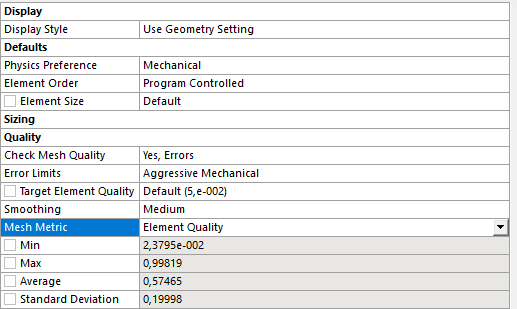 Display
Display Style Use Geometry Setting
Defaults
Physics Preference Mechanical
Element Order Program Controlled
Element Size Default
Sizing
Quality
Check Mesh Quality Yes, Errors
Error Limits Aggressive Mechanical
Target Element Quality Default (5,e-002)
Smoothing Medium
Mesh Metric Element Quality
Min 2,3795e-002
Max 0,99819
Average 0,57465
Standard Deviation 0,19998